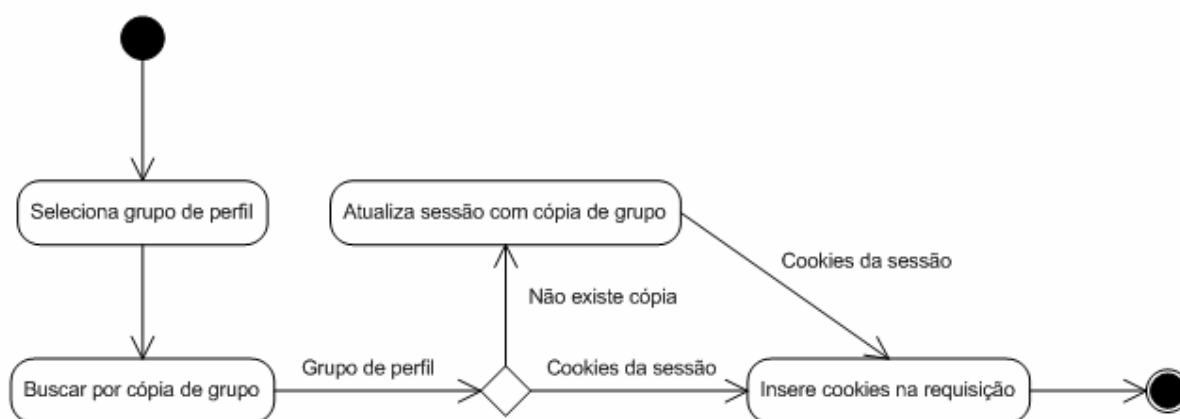 Seleciona grupo de perfil
Atualiza sessão com cópia de grupo
Cookies da sessão
Não existe cópia
Buscar por cópia de grupo
Grupo de perfil
Cookies da sessão
Insere cookies na requisição